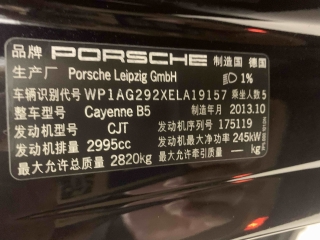 品牌 PORSCHE 制造国 德国
生产厂 Porsche Leipzig GmbH 1%
车辆识别代号 WP1AG292XELA19157 乘坐人数 5
整车型号 Cayenne B5 制造年月 2013.10
发动机型号 CJT 发动机序列号 175119
发动机排量 2995cc 发动机最大净功率 245kW
最大允许总质量 2820kg 最大允许牵引质量 — kg